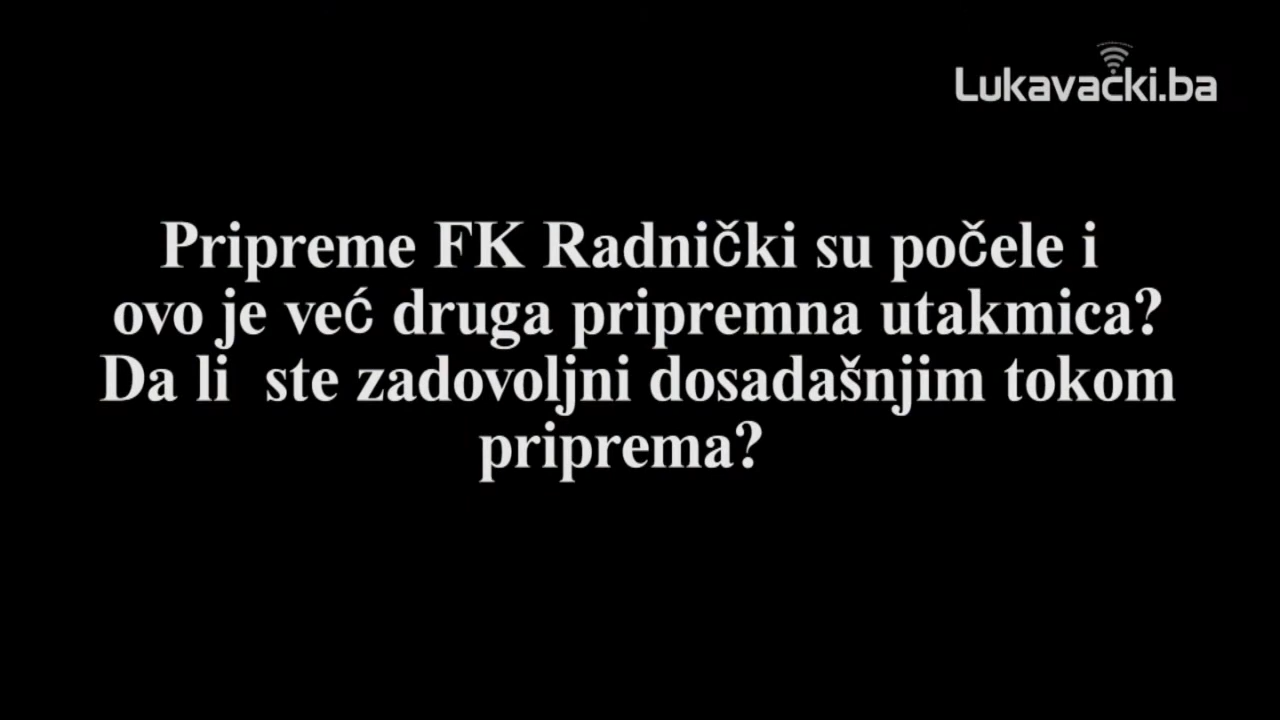 Lukavački.ba
Pripreme FK Radnički su počele i
ovo je već druga pripremna utakmica?
Da li  ste zadovoljni dosadašnjim tokom
priprema?